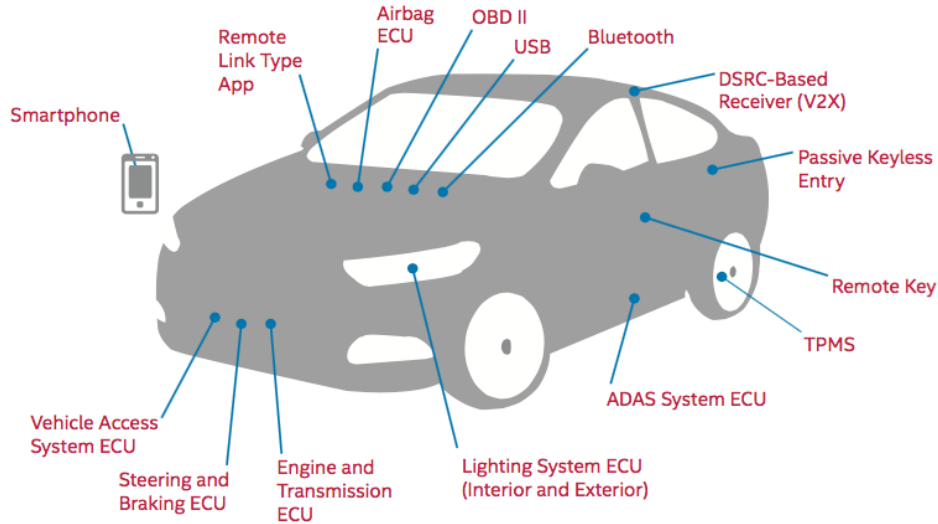 Airbag
ECU
OBD II
Remote
Link Type
App
USB
Bluetooth
DSRC-Based
Receiver (V2X)
Smartphone
Passive Keyless
Entry
Remote Key
TPMS
ADAS System ECU
Vehicle Access
System ECU
Steering and
Braking ECU
Engine and
Transmission
ECU
Lighting System ECU
(Interior and Exterior)